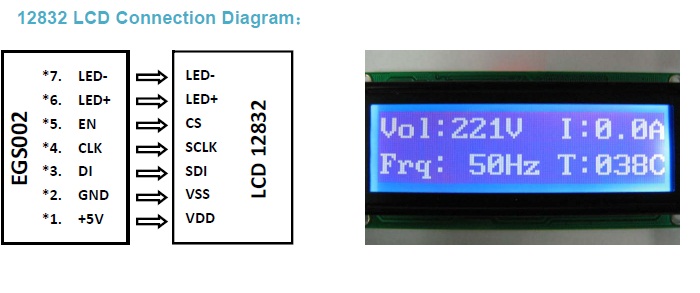 12832 LCD Connection Diagram：
EGS002
*7. LED-
*6. LED+
*5. EN
*4. CLK
*3. DI
*2. GND
*1. +5V
LED-
LED+
CS
SCLK
SDI
VSS
VDD
LCD 12832
Vol:221V I:0.0A
Frq: 50Hz T:038C